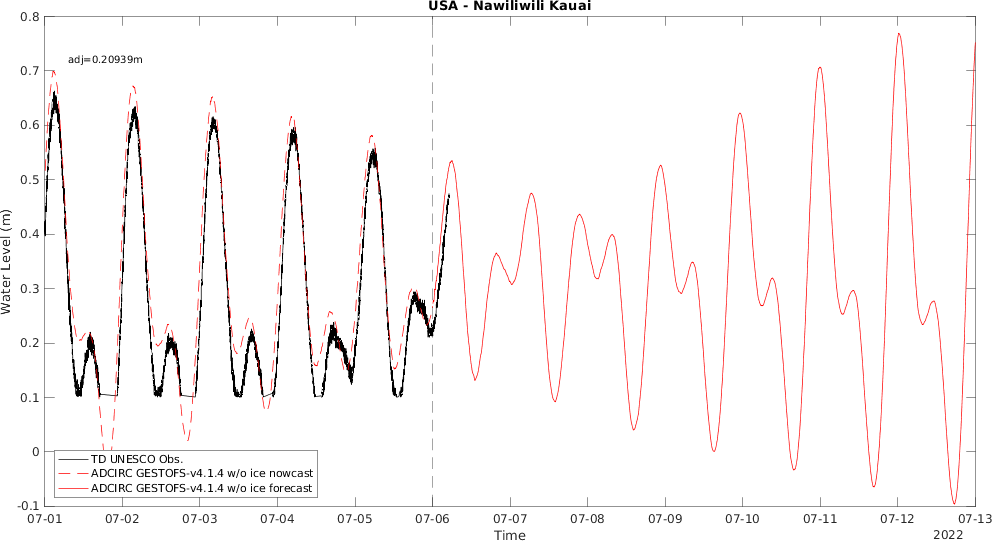 USA - Nawiliwili Kauai
0.8
0.7
0.6
0.5
0.4
0.3
0.2
0.1
0
-0.1
Water Level (m)
adj=0.20939m
TD UNESCO Obs.
ADCIRC GESTOFS-v4.1.4 w/o ice nowcast
ADCIRC GESTOFS-v4.1.4 w/o ice forecast
07-01 07-02 07-03 07-04 07-05 07-06 07-07 07-08 07-09 07-10 07-11 07-12 07-13
Time
2022